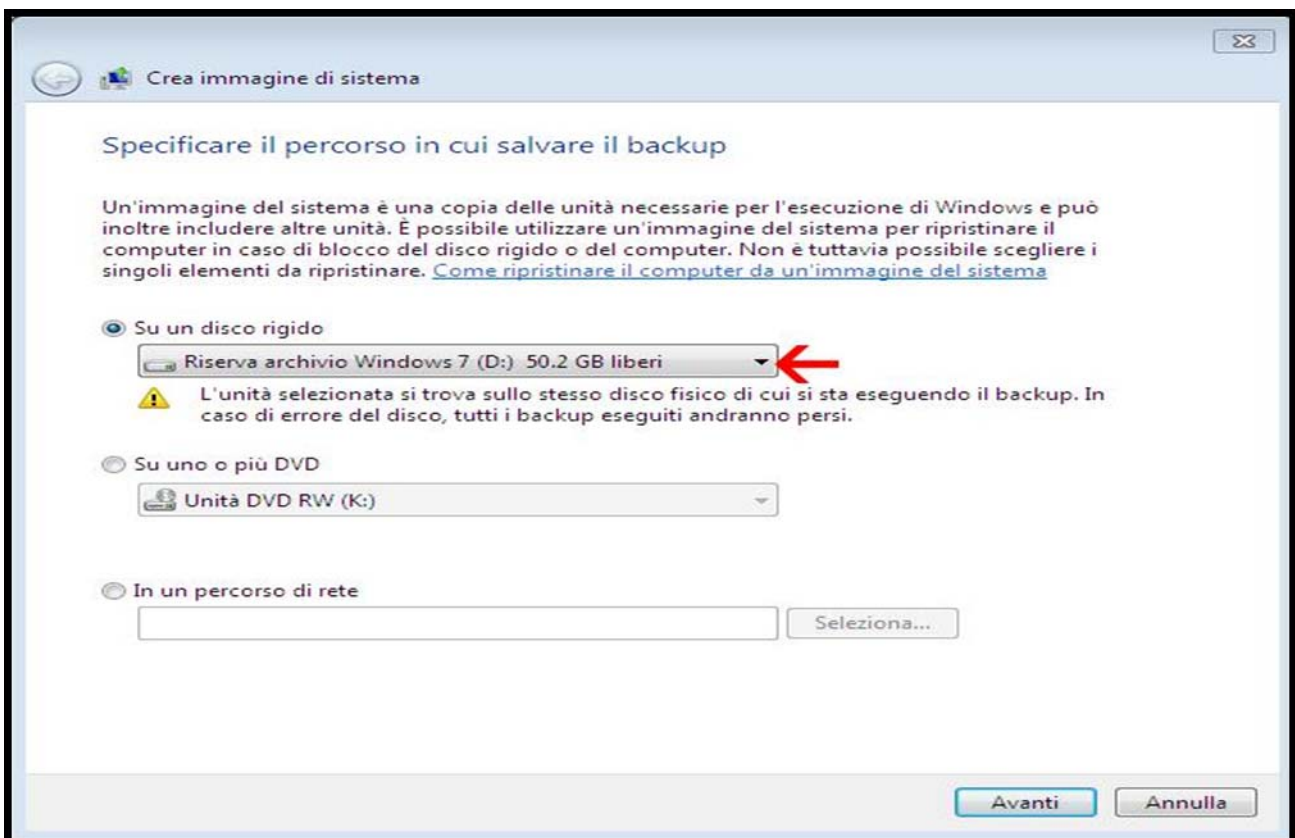 Crea immagine di sistema
Specificare il percorso in cui salvare il backup
Un'immagine del sistema è una copia delle unità necessarie per l'esecuzione di Windows e può
inoltre includere altre unità. È possibile utilizzare un'immagine del sistema per ripristinare il
computer in caso di blocco del disco rigido o del computer. Non è tuttavia possibile scegliere i
singoli elementi da ripristinare. Come ripristinare il computer da un'immagine del sistema
Su un disco rigido
Riserva archivio Windows 7 (D:) 50.2 GB liberi
L'unità selezionata si trova sullo stesso disco fisico di cui si sta eseguendo il backup. In
caso di errore del disco, tutti i backup eseguiti andranno persi.
Su uno o più DVD
Unità DVD RW (K:)
In un percorso di rete
Seleziona...
Avanti Annulla